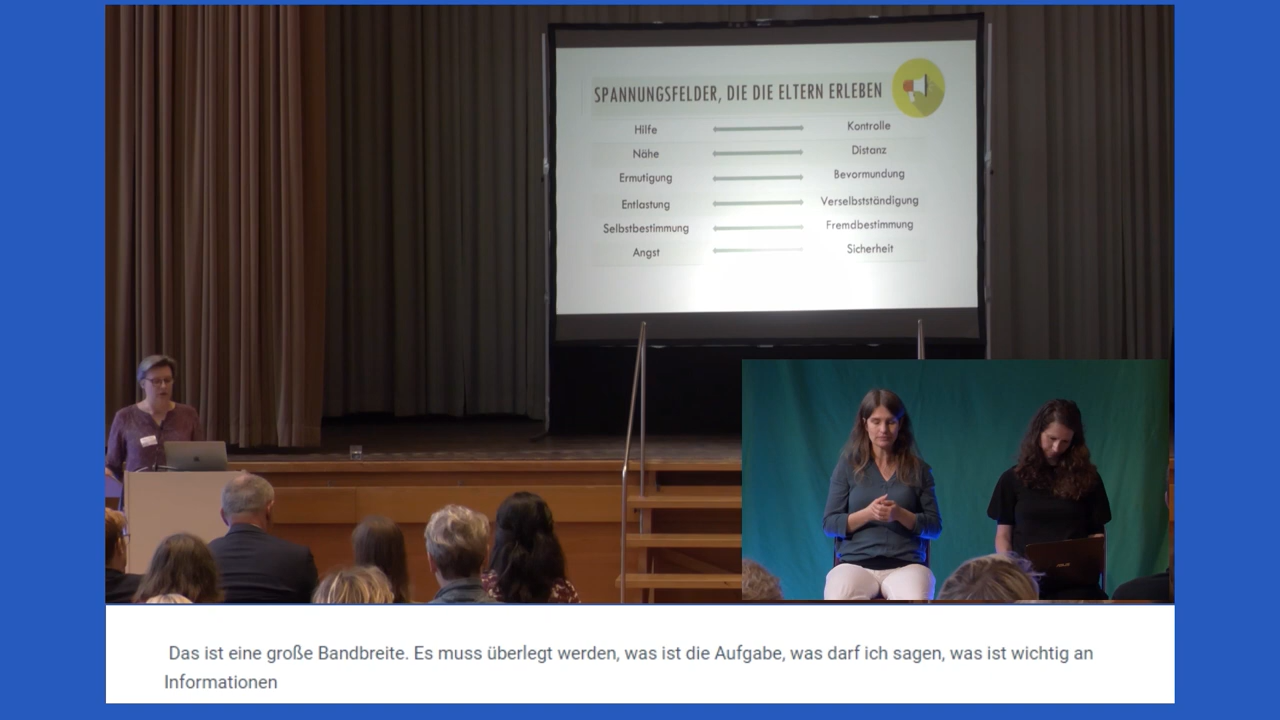 SPANNUNGSFELDER, DIE DIE ELTERN ERLEBEN
Hilfe Kontrolle
Nähe Distanz
Ermutigung Bevormundung
Entlastung Verselbstständigung
Selbstbestimmung Fremdbestimmung
Angst Sicherheit
ASUS
Das ist eine große Bandbreite. Es muss überlegt werden, was ist die Aufgabe, was darf ich sagen, was ist wichtig an
Informationen